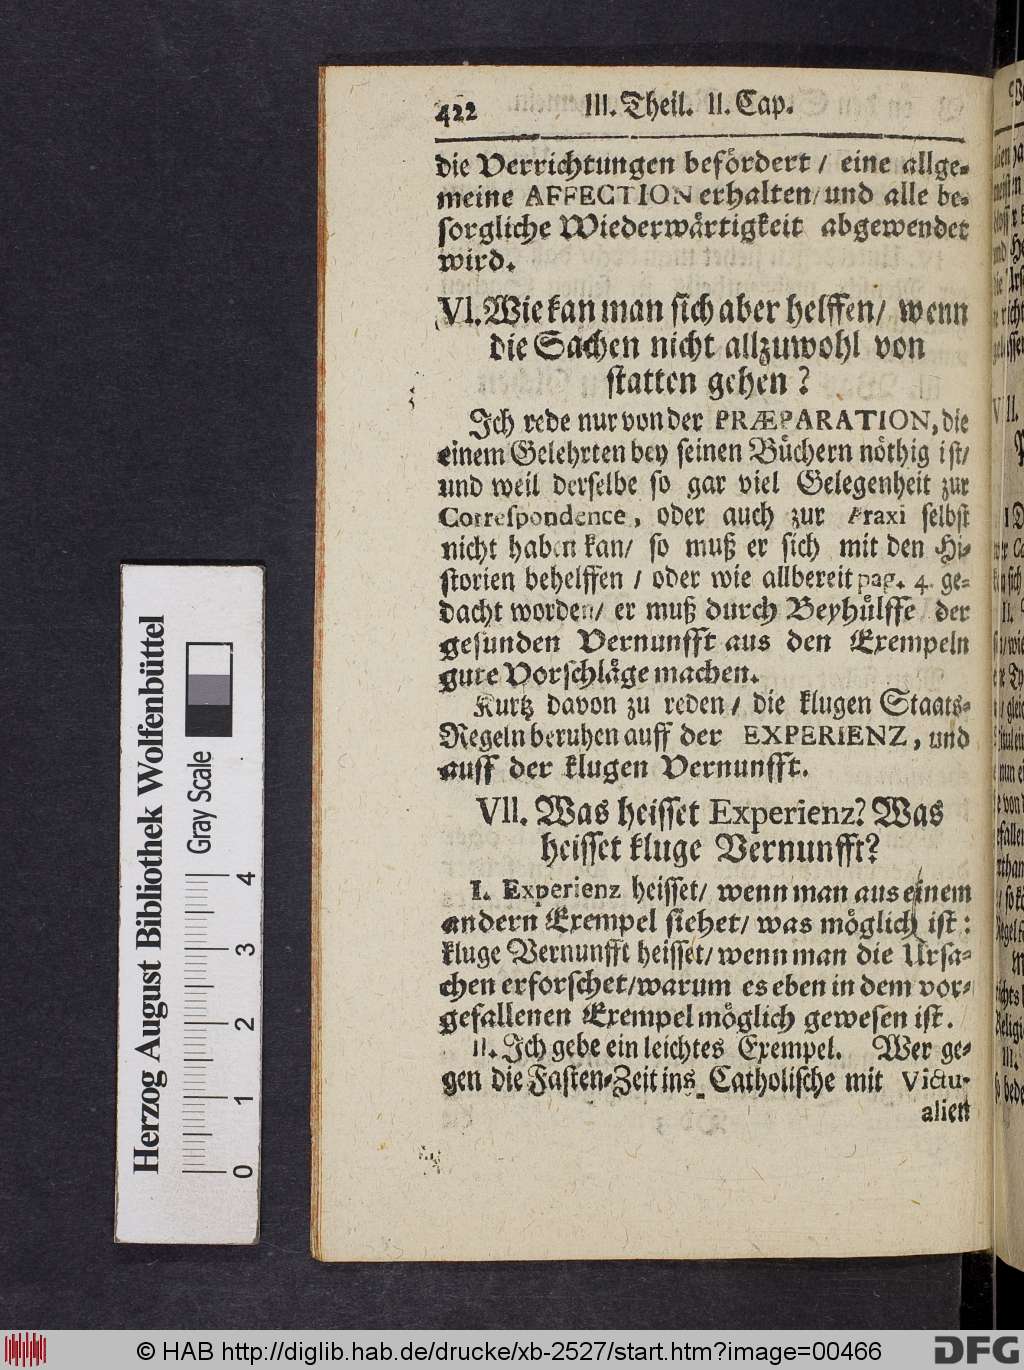 422 III. Theil. II. Cap.
die Verrichtungen befördert / eine allge-
meine AFFECTION erhalten / und alle be-
sorgliche Wiederwärtigkeit abgewendet
wird.
VI. Wie kan man sich aber helffen / wenn
die Sachen nicht allzuwohl von
statten gehen?
Ich rede nur von der PRÆPARATION, die
einem Gelehrten bey seinen Büchern nöthig ist /
und weil derselbe so gar viel Gelegenheit zur
Correspondence, oder auch zur Praxi selbst
nicht haben kan / so muß er sich mit den Hi-
storien behelffen / oder wie allbereit pag. 4. ge-
dacht worden / er muß durch Beyhülffe der
gesunden Vernunfft aus den Exempeln
gute Vorschläge machen.
Kurtz davon zu reden / die klugen Staats-
Regeln beruhen auff der EXPERIENZ, und
auff der klugen Vernunfft.
VII. Was heisset Experienz? Was
heisset kluge Vernunfft?
I. Experienz heisset / wenn man aus einem
andern Exempel siehet / was möglich ist:
kluge Vernunfft heisset / wenn man die Ursa-
chen erforschet / warum es eben in dem vor-
gefallenen Exempel möglich gewesen ist.
II. Ich gebe ein leichtes Exempel. Wer ge-
gen die Fasten-Zeit ins Catholische mit Victu-
alien
Herzog August Bibliothek Wolfenbüttel
Gray Scale
0 1 2 3 4
diglib
© HAB http://diglib.hab.de/drucke/xb-2527/start.htm?image=00466
DFG